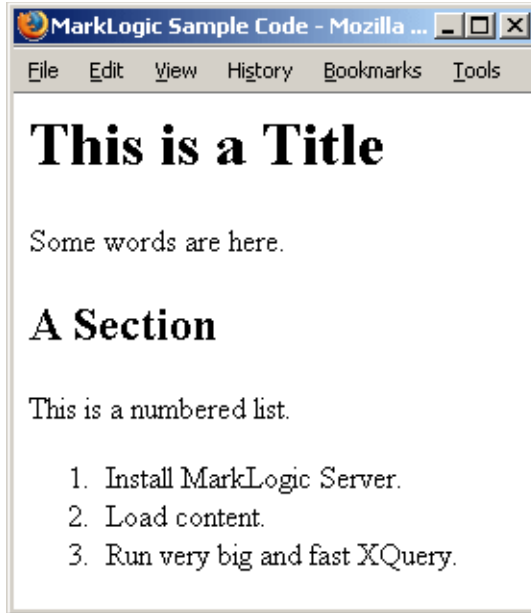 MarkLogic Sample Code - Mozilla ...
File Edit View History Bookmarks Tools
This is a Title
Some words are here.
A Section
This is a numbered list.
1. Install MarkLogic Server.
2. Load content.
3. Run very big and fast XQuery.